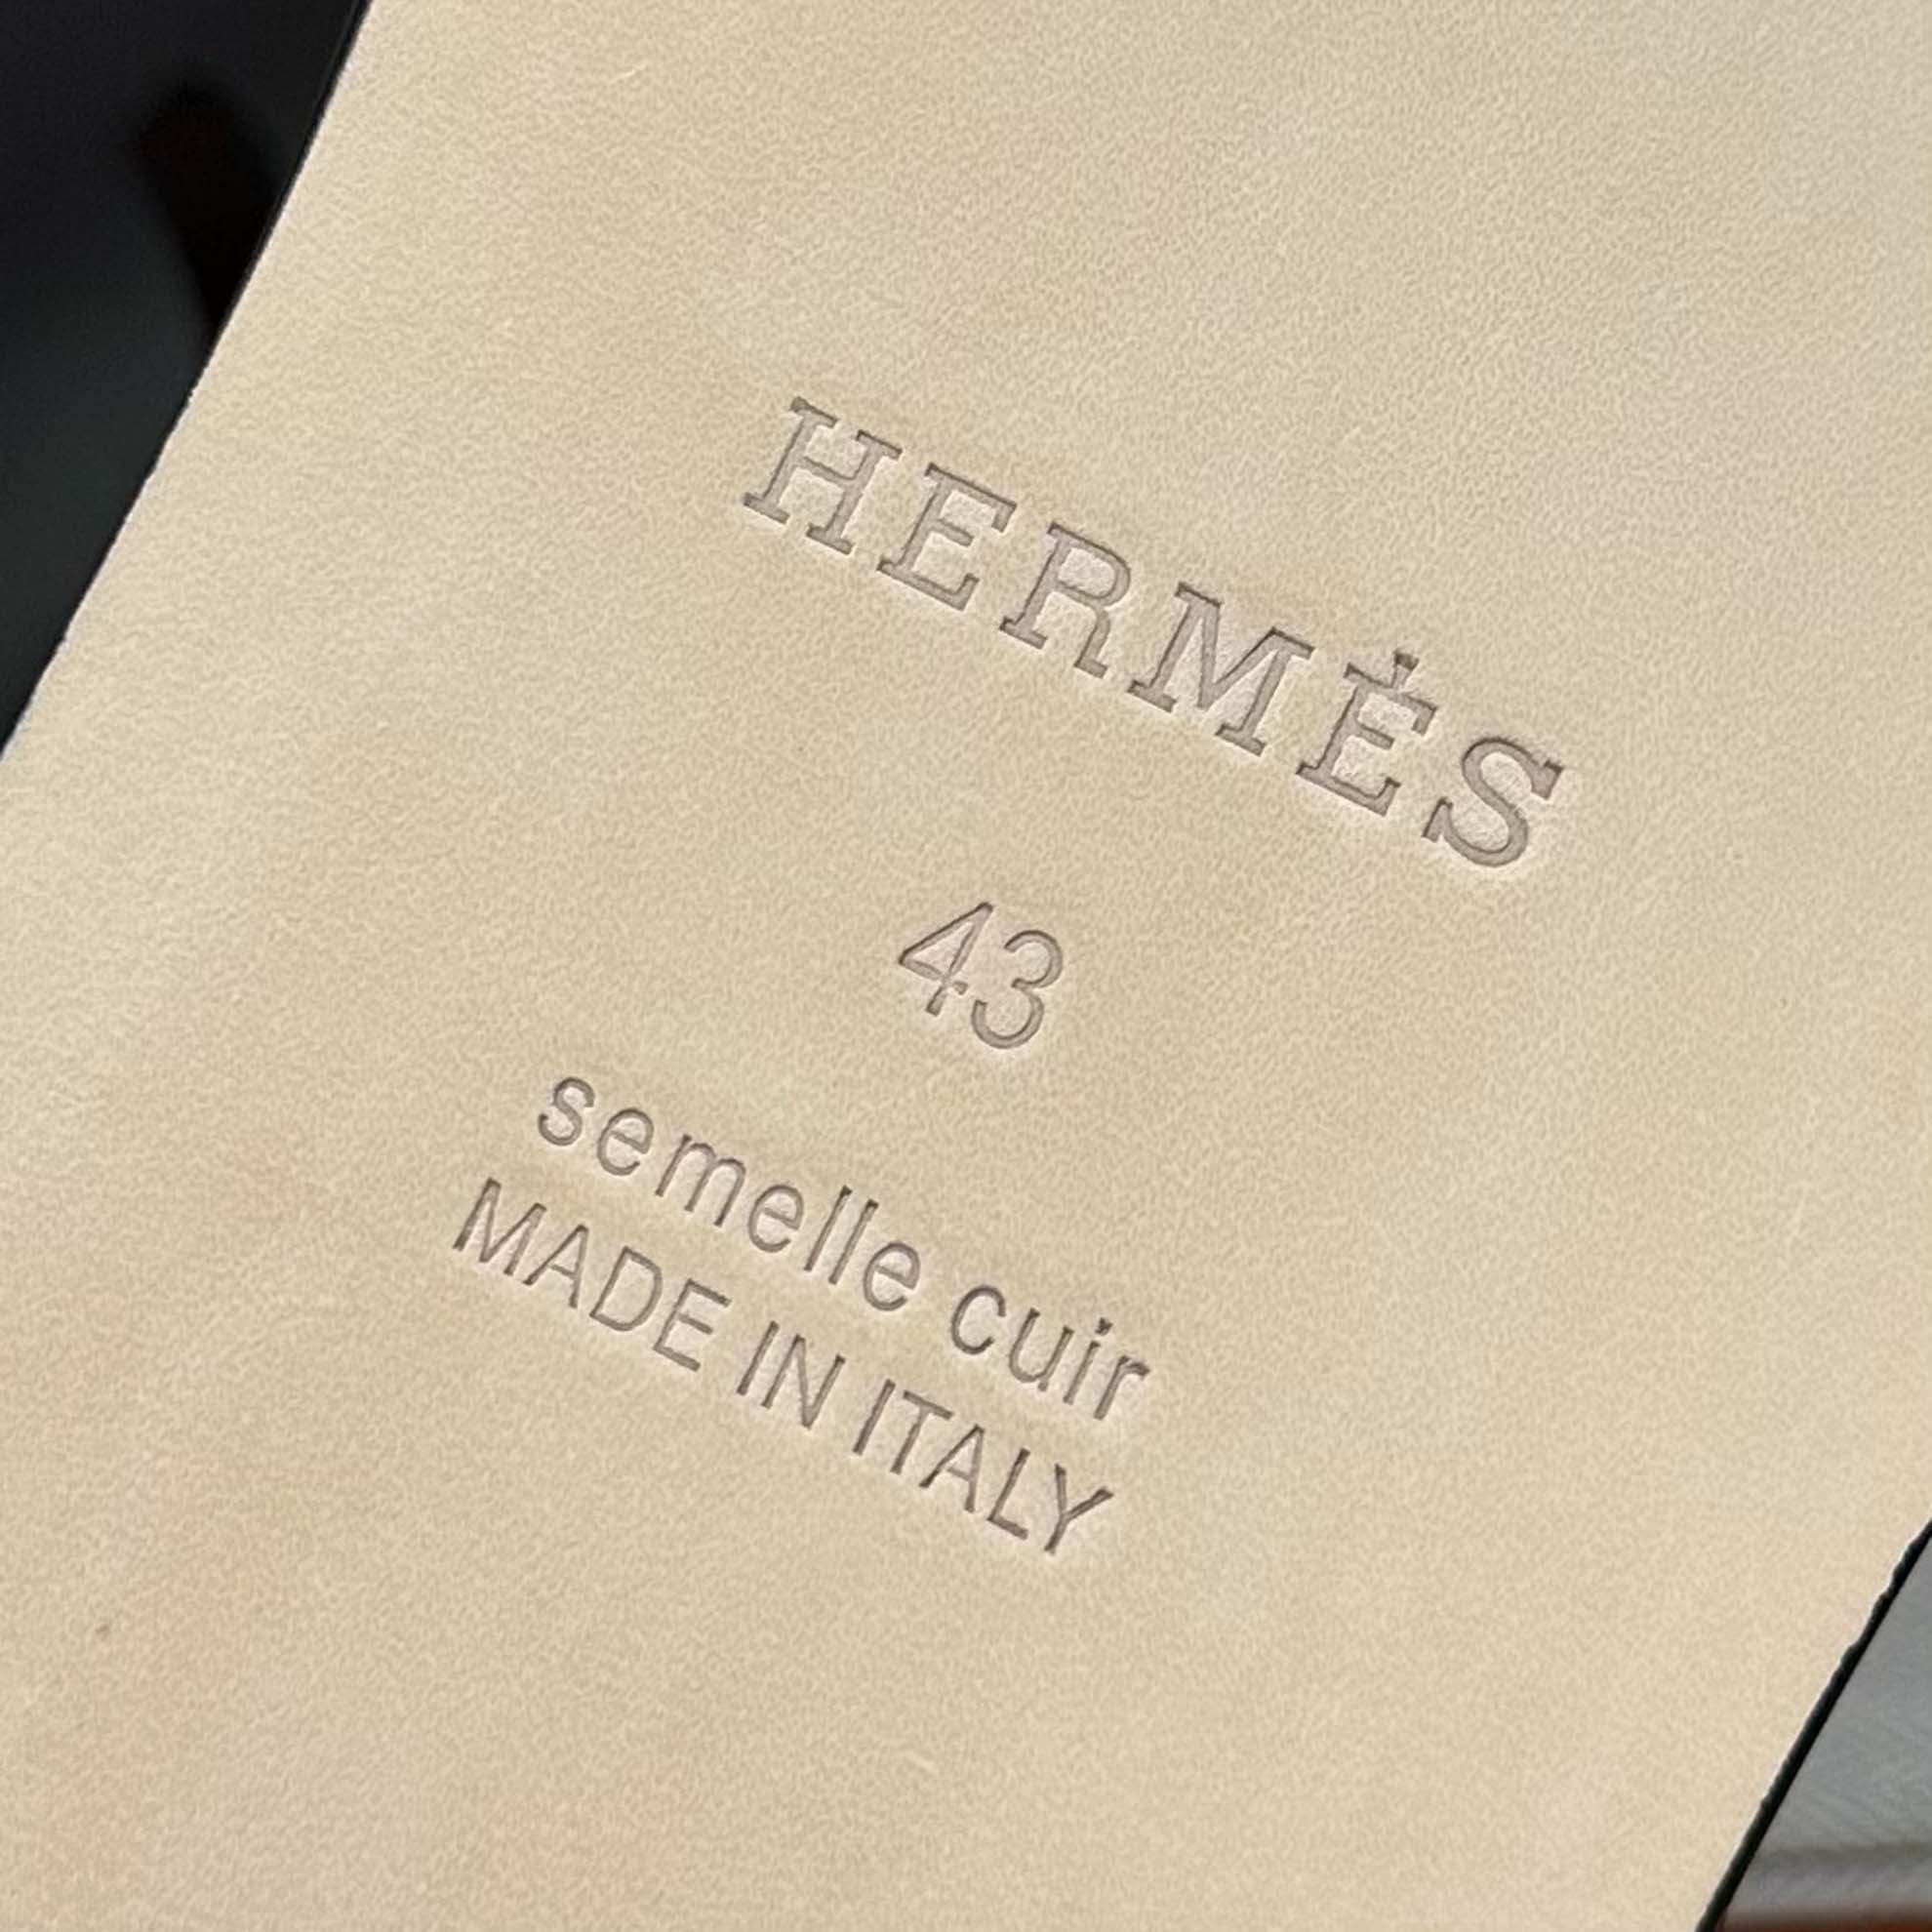 HERMÈS
43
semelle cuir
MADE IN ITALY